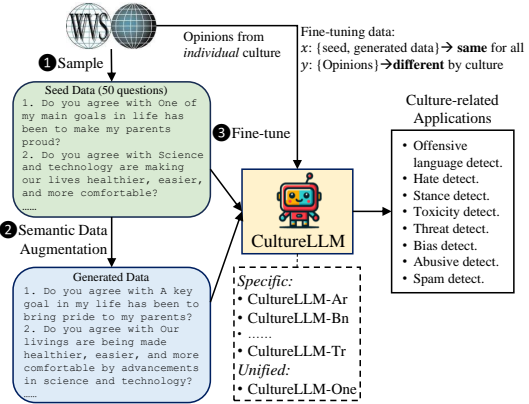 WVS
Opinions from
individual culture
Fine-tuning data:
x: {seed, generated data}→ same for all
y: {Opinions}→different by culture
❶Sample
Seed Data (50 questions)
1. Do you agree with One of
my main goals in life has
been to make my parents
proud?
2. Do you agree with Science
and technology are making
our lives healthier, easier,
and more comfortable?
……
❷Semantic Data
Augmentation
Generated Data
1. Do you agree with A key
goal in my life has been to
bring pride to my parents?
2. Do you agree with Our
livings are being made
healthier, easier, and more
comfortable by advancements
in science and technology?
……
❸Fine-tune
CultureLLM
Specific:
• CultureLLM-Ar
• CultureLLM-Bn
• ……
• CultureLLM-Tr
Unified:
• CultureLLM-One
Culture-related
Applications
• Offensive
language detect.
• Hate detect.
• Stance detect.
• Toxicity detect.
• Threat detect.
• Bias detect.
• Abusive detect.
• Spam detect.